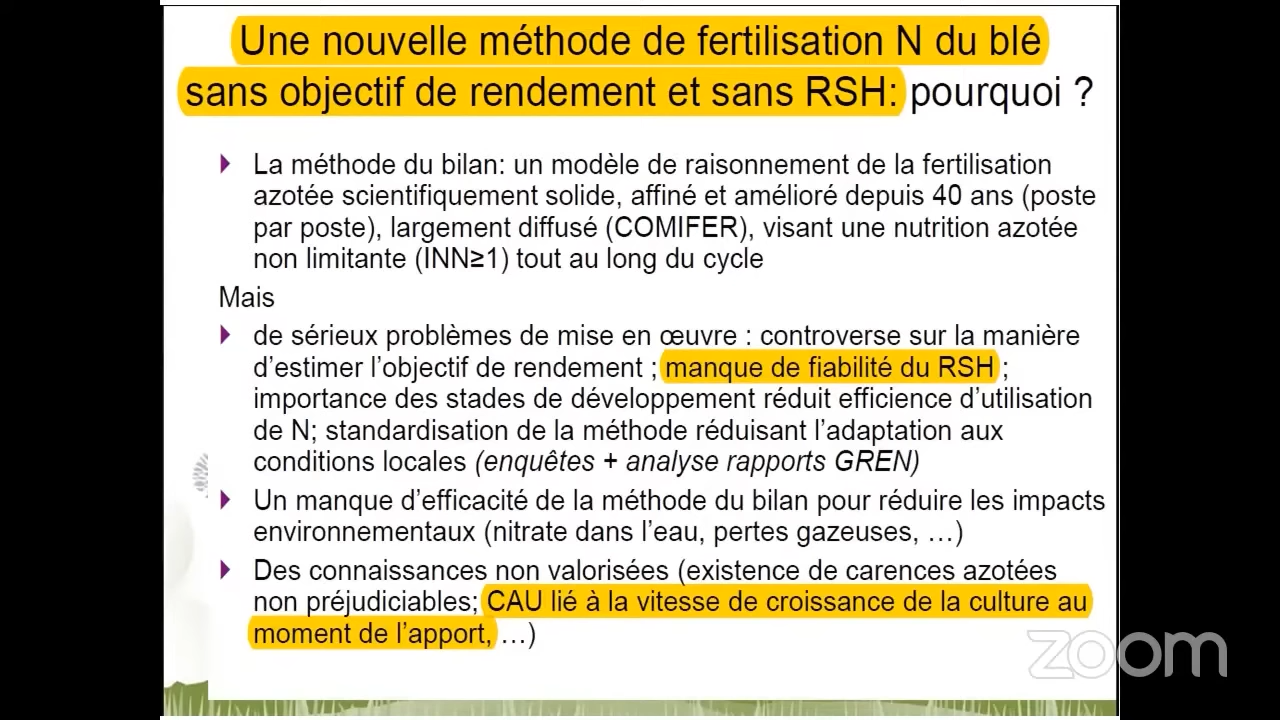 Une nouvelle méthode de fertilisation N du blé
sans objectif de rendement et sans RSH: pourquoi ?
La méthode du bilan: un modèle de raisonnement de la fertilisation
azotée scientifiquement solide, affiné et amélioré depuis 40 ans (poste
par poste), largement diffusé (COMIFER), visant une nutrition azotée
non limitante (INN≥1) tout au long du cycle
Mais
de sérieux problèmes de mise en œuvre : controverse sur la manière
d’estimer l’objectif de rendement ; manque de fiabilité du RSH ;
importance des stades de développement réduit efficience d’utilisation
de N; standardisation de la méthode réduisant l’adaptation aux
conditions locales (enquêtes + analyse rapports GREN)
Un manque d’efficacité de la méthode du bilan pour réduire les impacts
environnementaux (nitrate dans l’eau, pertes gazeuses, …)
Des connaissances non valorisées (existence de carences azotées
non préjudiciables; CAU lié à la vitesse de croissance de la culture au
moment de l’apport, …)
zoom